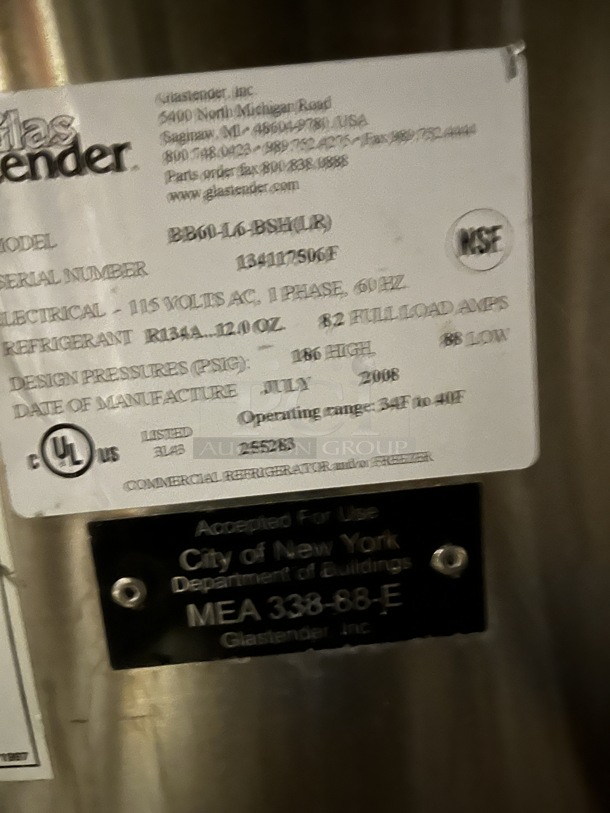 Glas
tender
Glastender, Inc.
5400 North Michigan Road
Saginaw, MI - 48604-9780 USA
800.748.0423 - 989.752.4275 - Fax 989.752.4444
Parts order fax 800.838.0888
www.glastender.com
MODEL BB60-L6-BSH(LR)
SERIAL NUMBER 134117506F
NSF
ELECTRICAL - 115 VOLTS AC, 1 PHASE, 60 HZ
REFRIGERANT R134A...12.0 OZ 8.2 FULL LOAD AMPS
DESIGN PRESSURES (PSIG): 186 HIGH 88 LOW
DATE OF MANUFACTURE JULY 2008
Operating range: 34F to 40F
C UL US LISTED 255283
AUCTION GROUP
COMMERCIAL REFRIGERATOR and/or FREEZER
Accepted For Use
City of New York
Department of Buildings
MEA 338-88-E
Glastender, Inc.
1997